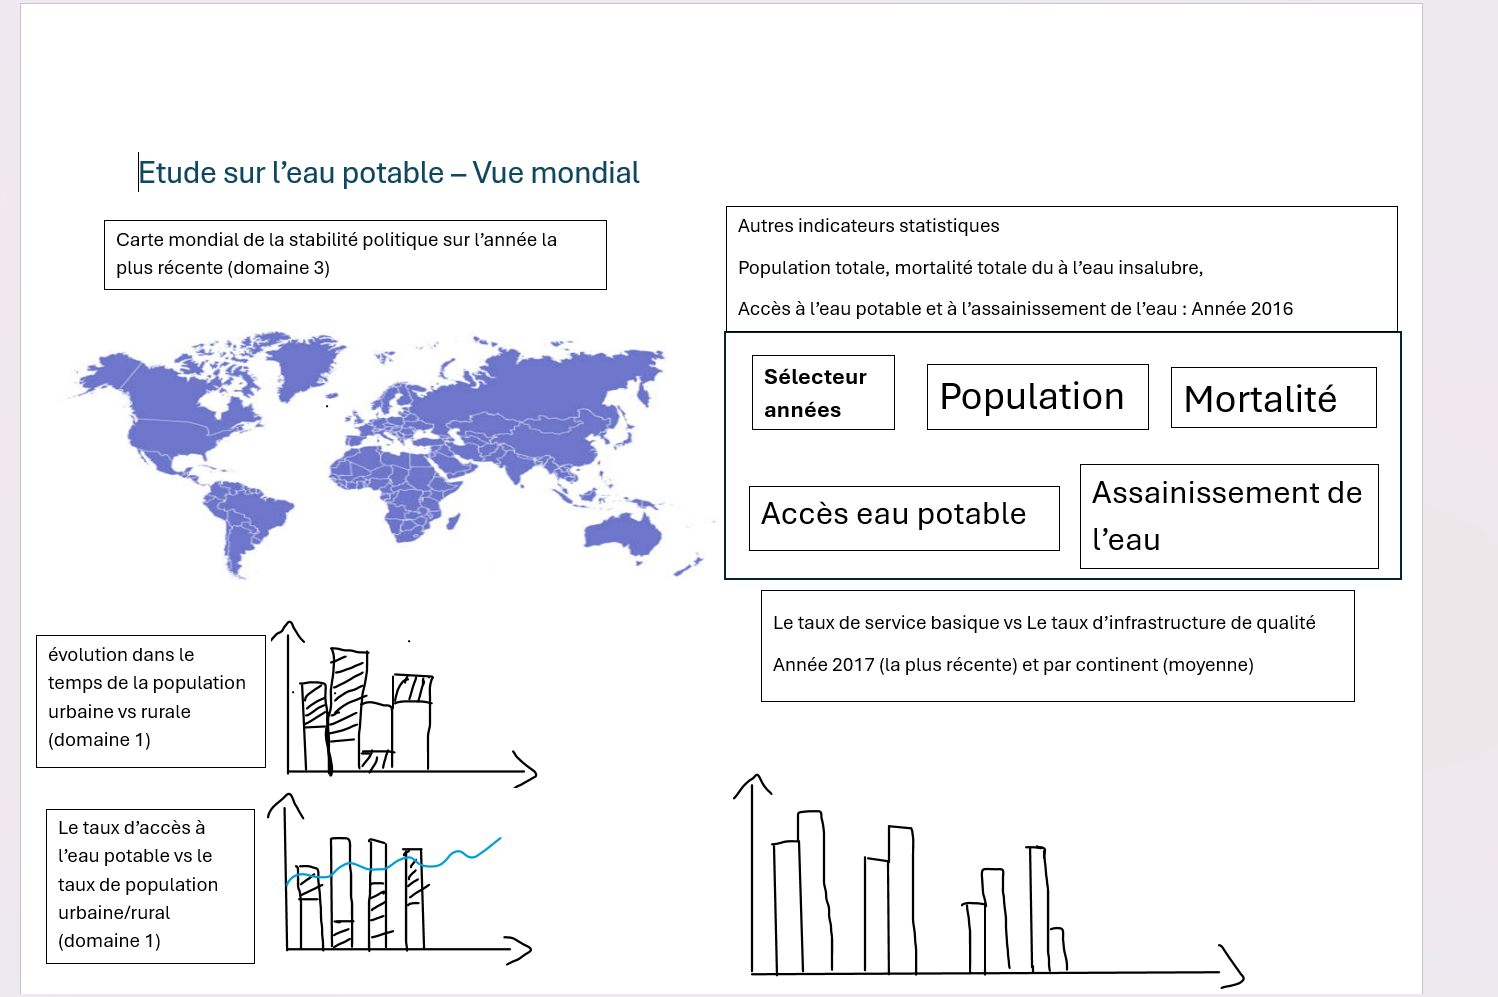 Etude sur l’eau potable – Vue mondial
Carte mondial de la stabilité politique sur l’année la
plus récente (domaine 3)
Autres indicateurs statistiques
Population totale, mortalité totale du à l’eau insalubre,
Accès à l’eau potable et à l’assainissement de l’eau : Année 2016
Sélecteur
années
Population
Mortalité
Accès eau potable
Assainissement de
l’eau
évolution dans le
temps de la population
urbaine vs rurale
(domaine 1)
Le taux de service basique vs Le taux d’infrastructure de qualité
Année 2017 (la plus récente) et par continent (moyenne)
Le taux d’accès à
l’eau potable vs le
taux de population
urbaine/rural
(domaine 1)